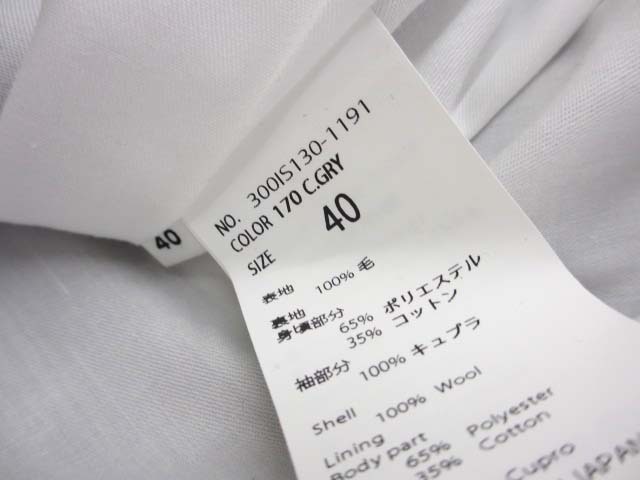 NO. 300IS130-1191
COLOR 170 C.GRY
SIZE 40
表地 100% 毛
裏地
身頃部分 65% ポリエステル
35% コットン
袖部分 100% キュプラ
Shell 100% Wool
Lining
Body part 65% Polyester
35% Cotton
Cupro
JAPAN
40